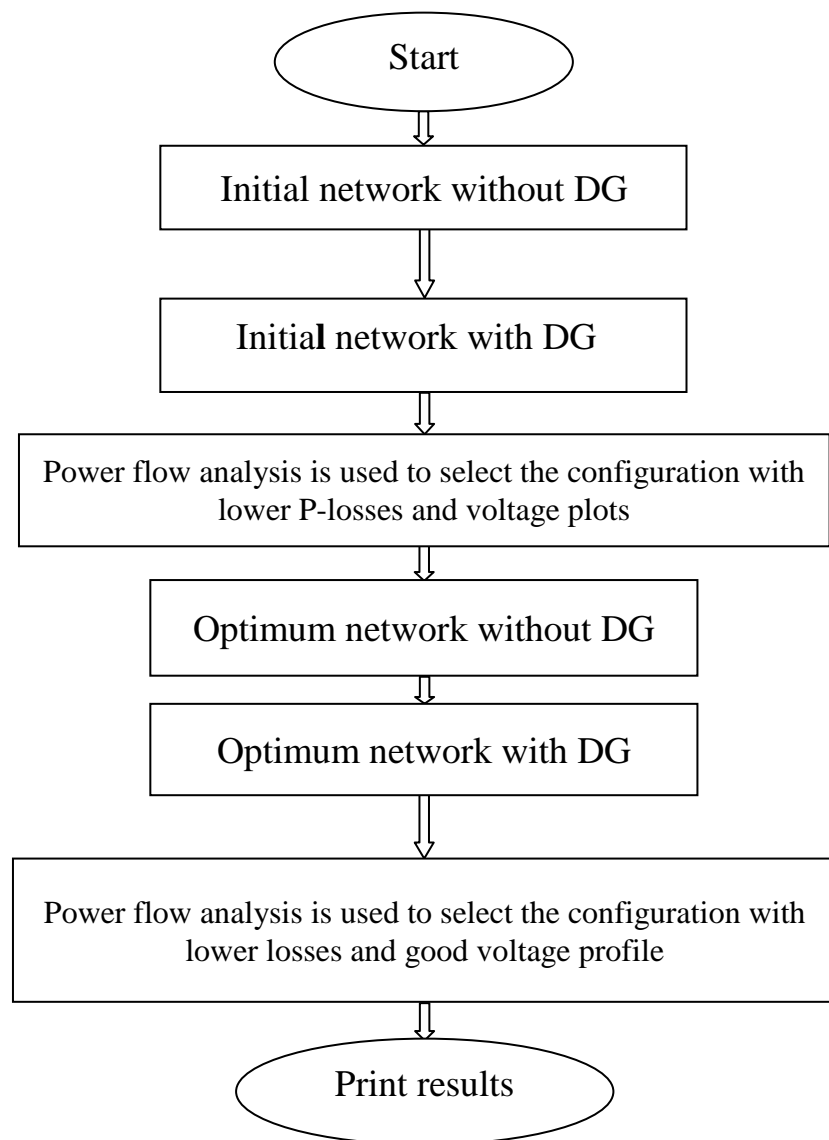 Start
Initial network without DG
Initial network with DG
Power flow analysis is used to select the configuration with
lower P-losses and voltage plots
Optimum network without DG
Optimum network with DG
Power flow analysis is used to select the configuration with
lower losses and good voltage profile
Print results